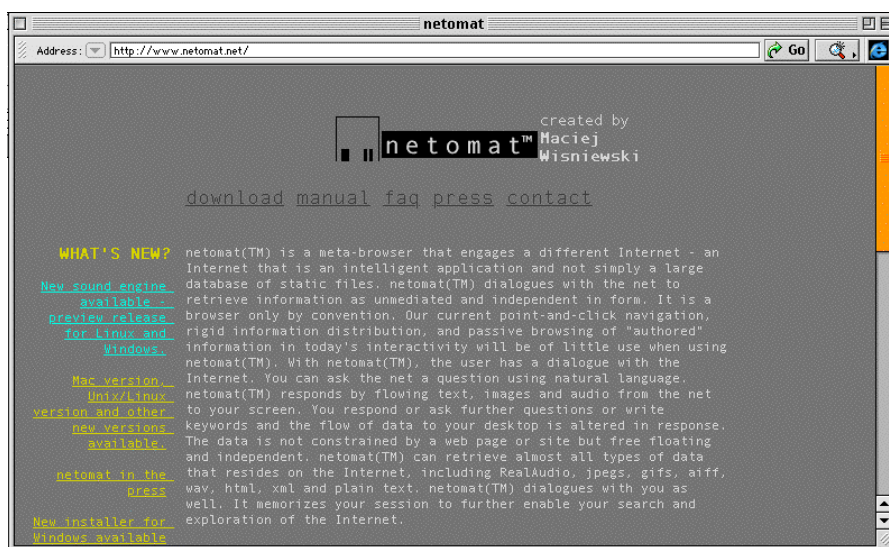 netomat
Address: http://www.netomat.net/
Go
netomat™
created by
Maciej
Wisniewski
download manual faq press contact
WHAT'S NEW?
New sound engine
available -
preview release
for Linux and
Windows.
Mac version,
Unix/Linux
version and other
new versions
available.
netomat in the
press
New installer for
Windows available
netomat(TM) is a meta-browser that engages a different Internet - an
Internet that is an intelligent application and not simply a large
database of static files. netomat(TM) dialogues with the net to
retrieve information as unmediated and independent in form. It is a
browser only by convention. Our current point-and-click navigation,
rigid information distribution, and passive browsing of "authored"
information in today's interactivity will be of little use when using
netomat(TM). With netomat(TM), the user has a dialogue with the
Internet. You can ask the net a question using natural language.
netomat(TM) responds by flowing text, images and audio from the net
to your screen. You respond or ask further questions or write
keywords and the flow of data to your desktop is altered in response.
The data is not constrained by a web page or site but free floating
and independent. netomat(TM) can retrieve almost all types of data
that resides on the Internet, including RealAudio, jpegs, gifs, aiff,
wav, html, xml and plain text. netomat(TM) dialogues with you as
well. It memorizes your session to further enable your search and
exploration of the Internet.